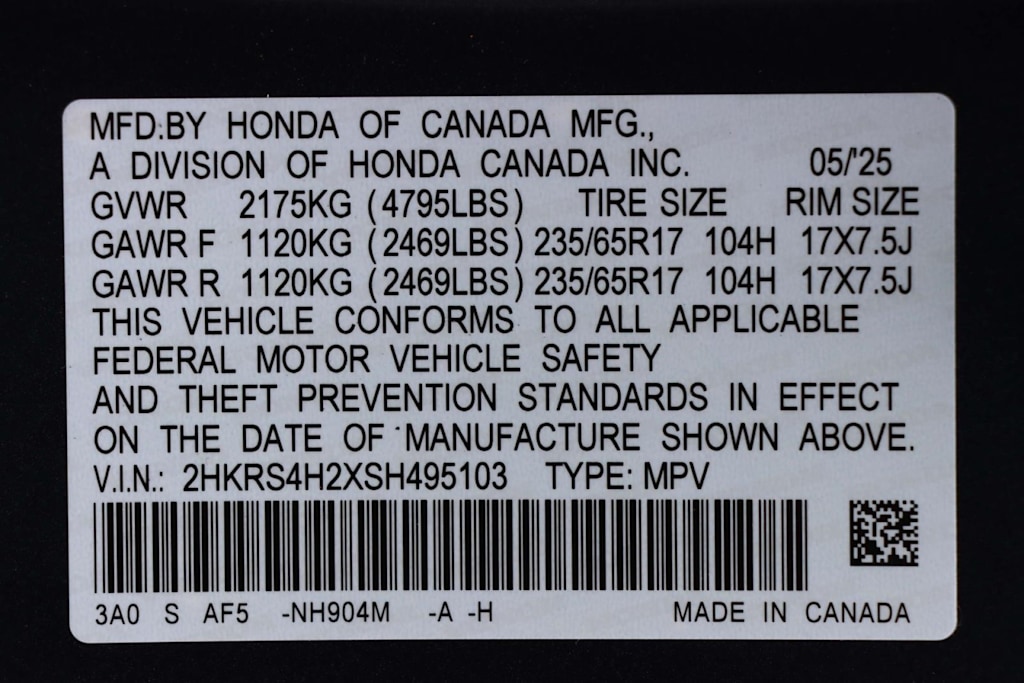 MFD.BY HONDA OF CANADA MFG.,
A DIVISION OF HONDA CANADA INC. 05/'25
GVWR 2175KG (4795LBS) TIRE SIZE RIM SIZE
GAWR F 1120KG (2469LBS) 235/65R17 104H 17X7.5J
GAWR R 1120KG (2469LBS) 235/65R17 104H 17X7.5J
THIS VEHICLE CONFORMS TO ALL APPLICABLE
FEDERAL MOTOR VEHICLE SAFETY
AND THEFT PREVENTION STANDARDS IN EFFECT
ON THE DATE OF MANUFACTURE SHOWN ABOVE.
V.I.N.: 2HKRS4H2XSH495103 TYPE: MPV
3A0 S AF5 -NH904M -A -H MADE IN CANADA